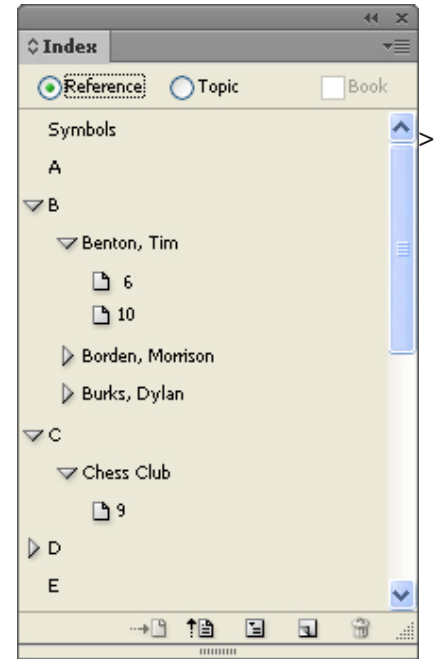 Index
Reference Topic Book
Symbols
>
A
B
Benton, Tim
6
10
Borden, Morrison
Burks, Dylan
C
Chess Club
9
D
E